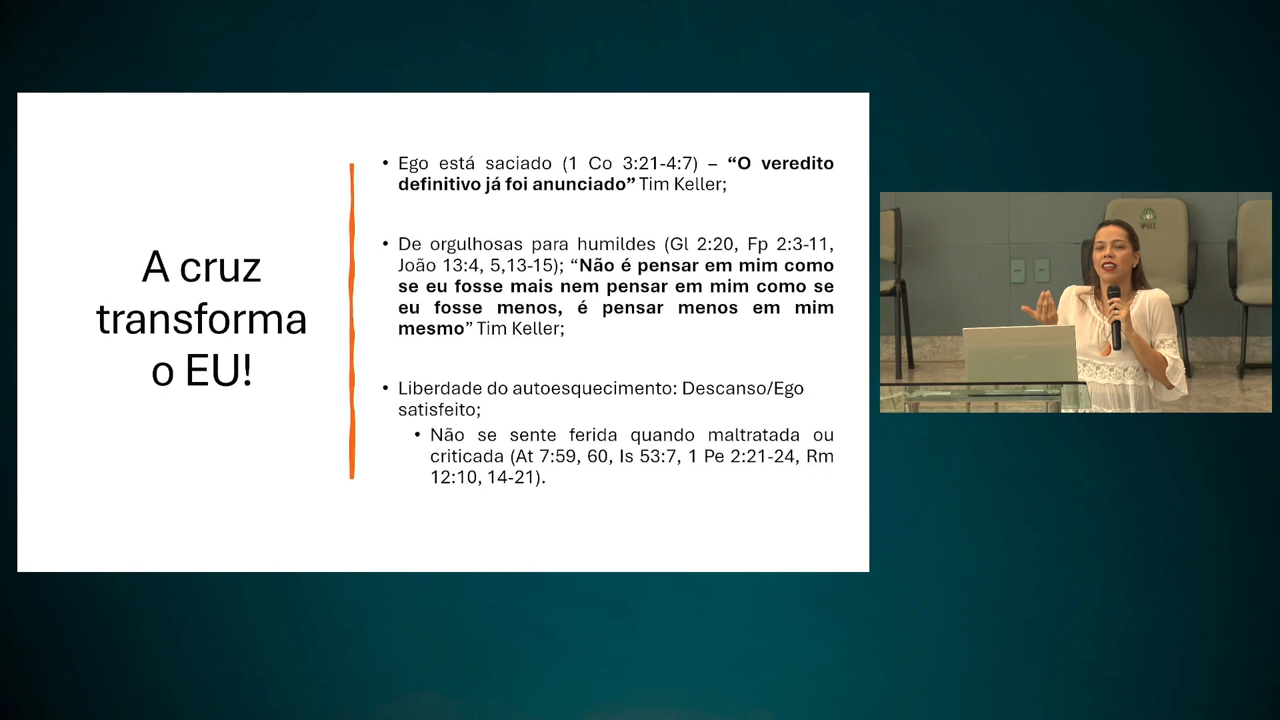 A cruz
transforma
o EU!
• Ego está saciado (1 Co 3:21-4:7) – “O veredito
definitivo já foi anunciado” Tim Keller;
• De orgulhosas para humildes (Gl 2:20, Fp 2:3-11,
João 13:4, 5,13-15); “Não é pensar em mim como
se eu fosse mais nem pensar em mim como se
eu fosse menos, é pensar menos em mim
mesmo” Tim Keller;
• Liberdade do autoesquecimento: Descanso/Ego
satisfeito;
• Não se sente ferida quando maltratada ou
criticada (At 7:59, 60, Is 53:7, 1 Pe 2:21-24, Rm
12:10, 14-21).